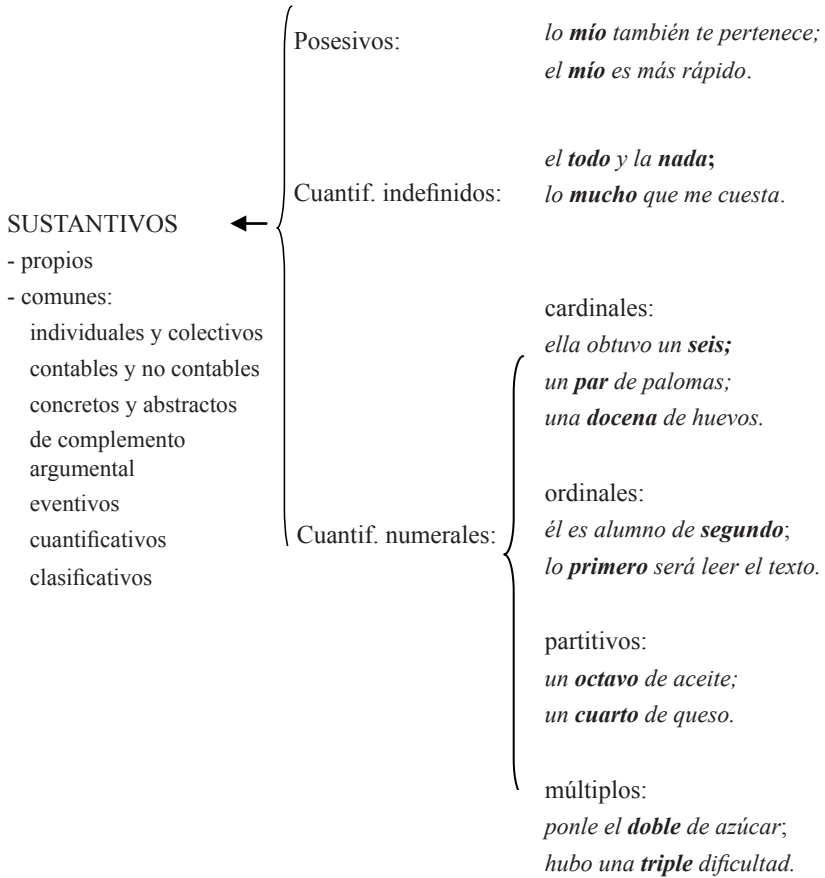 Posesivos:
lo mío también te pertenece;
el mío es más rápido.
Cuantif. indefinidos:
el todo y la nada;
lo mucho que me cuesta.
SUSTANTIVOS
- propios
- comunes:
individuales y colectivos
contables y no contables
concretos y abstractos
de complemento
argumental
eventivos
cuantificativos
clasificativos
Cuantif. numerales:
cardinales:
ella obtuvo un seis;
un par de palomas;
una docena de huevos.
ordinales:
él es alumno de segundo;
lo primero será leer el texto.
partitivos:
un octavo de aceite;
un cuarto de queso.
múltiplos:
ponle el doble de azúcar;
hubo una triple dificultad.